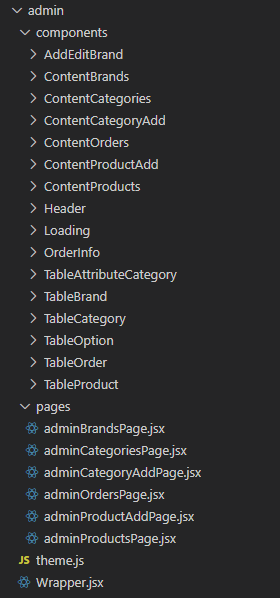 admin
components
AddEditBrand
ContentBrands
ContentCategories
ContentCategoryAdd
ContentOrders
ContentProductAdd
ContentProducts
Header
Loading
OrderInfo
TableAttributeCategory
TableBrand
TableCategory
TableOption
TableOrder
TableProduct
pages
adminBrandsPage.jsx
adminCategoriesPage.jsx
adminCategoryAddPage.jsx
adminOrdersPage.jsx
adminProductAddPage.jsx
adminProductsPage.jsx
JS theme.js
Wrapper.jsx